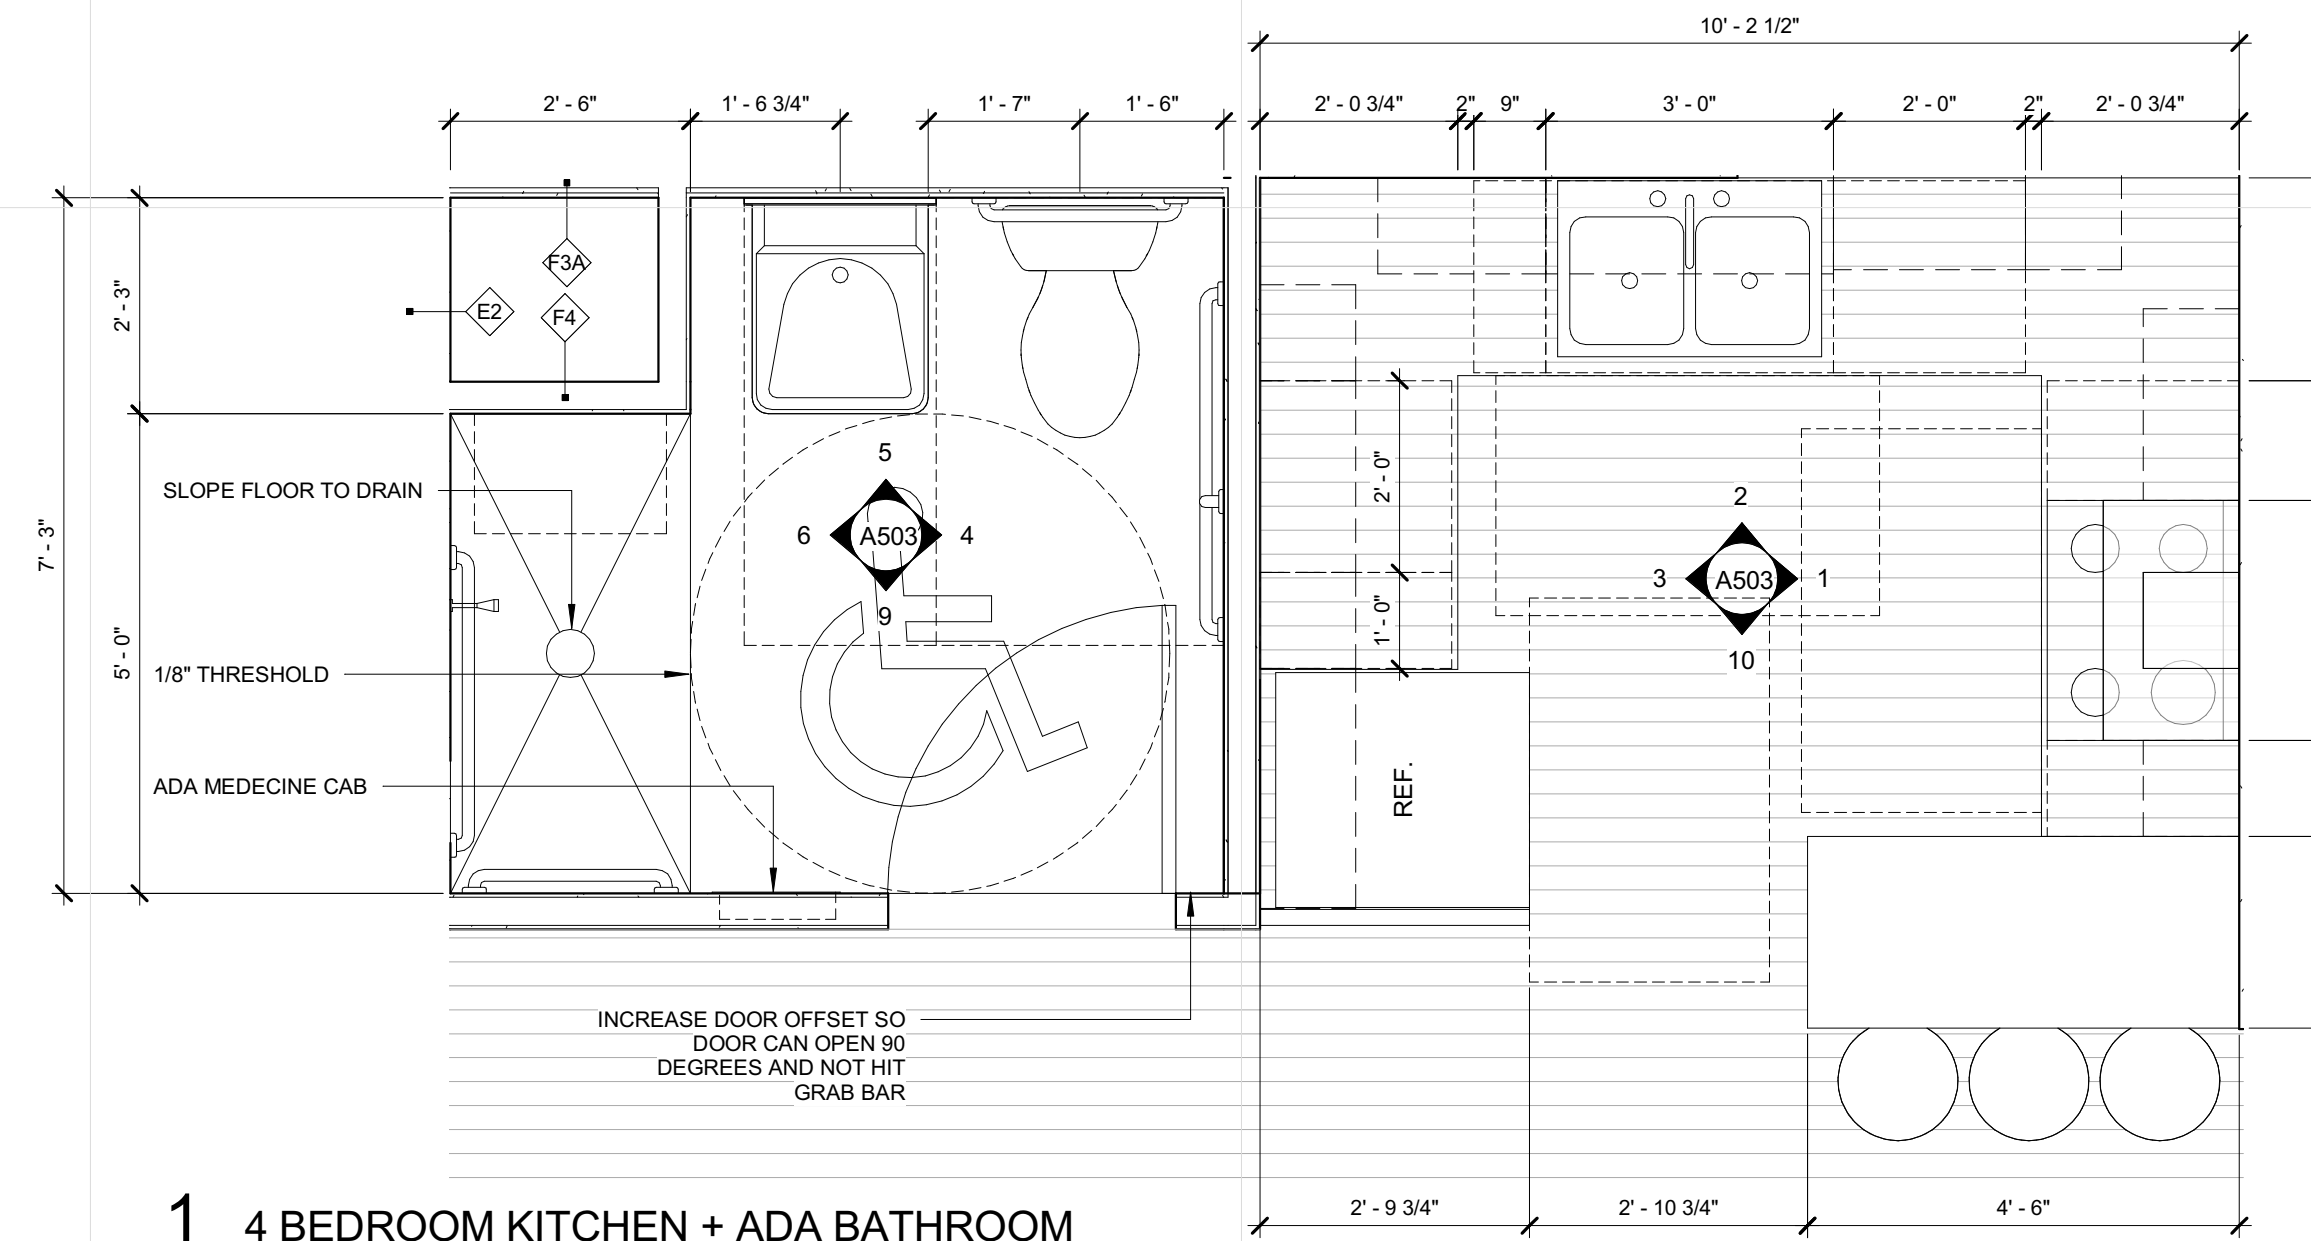 10' - 2 1/2"
2' - 6"
1' - 6 3/4"
1' - 7"
1' - 6"
2' - 0 3/4"
2"
9"
3' - 0"
2' - 0"
2"
2' - 0 3/4"
F3A
E2
F4
2' - 3"
7' - 3"
5' - 0"
SLOPE FLOOR TO DRAIN
1/8" THRESHOLD
ADA MEDECINE CAB
5
6
A503
4
9
2' - 0"
1' - 0"
2
3
A503
1
10
REF.
INCREASE DOOR OFFSET SO
DOOR CAN OPEN 90
DEGREES AND NOT HIT
GRAB BAR
2' - 9 3/4"
2' - 10 3/4"
4' - 6"
1
4 BEDROOM KITCHEN + ADA BATHROOM